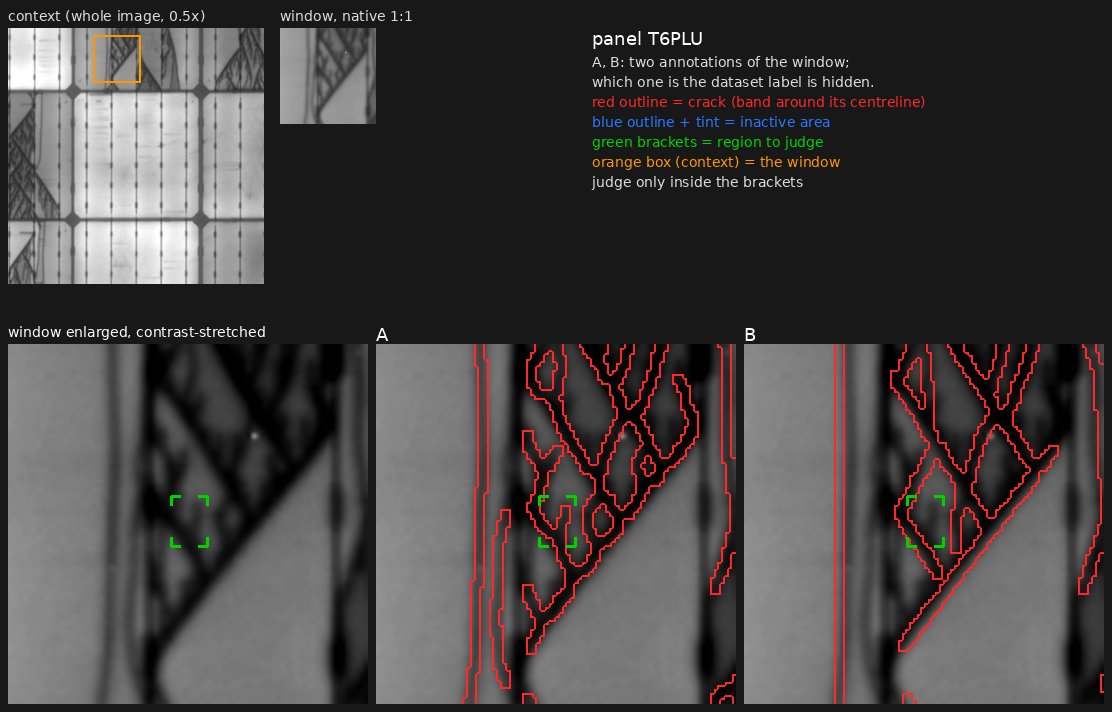 context (whole image, 0.5x)
window, native 1:1
panel T6PLU
A, B: two annotations of the window;
which one is the dataset label is hidden.
red outline = crack (band around its centreline)
blue outline + tint = inactive area
green brackets = region to judge
orange box (context) = the window
judge only inside the brackets
window enlarged, contrast-stretched
A
B